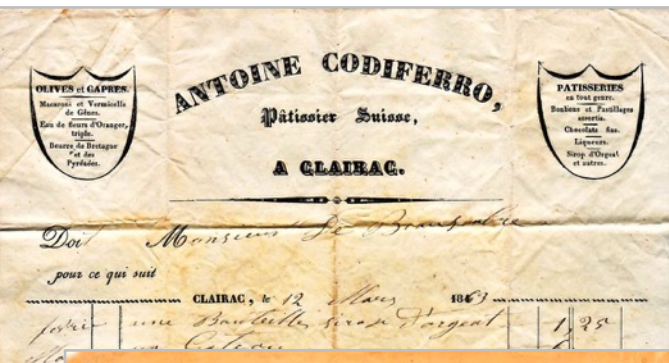 ANTOINE CODIFERRO,
Pâtissier Suisse,
A CLAIRAC.
OLIVES et CAPRES.
Macaroni et Vermicelle
de Gênes.
Eau de fleurs d'Oranger,
triple.
Beurre de Bretagne
et des
Pyrénées.
PATISSERIES
en tout genre.
Bonbons et Pastillages
assortis.
Chocolats fins.
Liqueurs.
Sirop d'Orgeat
et autres.
Doit Monsieur De
pour ce qui suit
CLAIRAC, le 12 Mars 1863
une Bouteille sirop d'orgeat 1,25